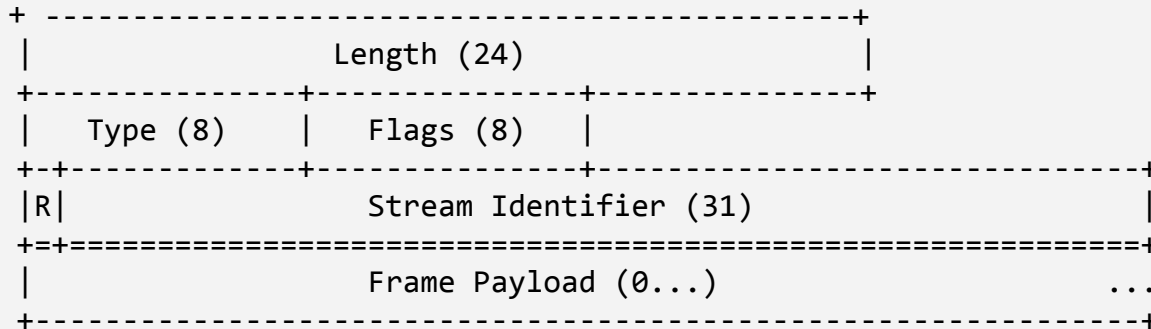 + -----------------------------------------------+
|                  Length (24)                    |
+---------------+---------------+---------------+
|   Type (8)    |   Flags (8)   |
+-+-------------+---------------+-------------------------------+
|R|                 Stream Identifier (31)                      |
+=+=============================================================+
|                   Frame Payload (0...)                      ...
+---------------------------------------------------------------+